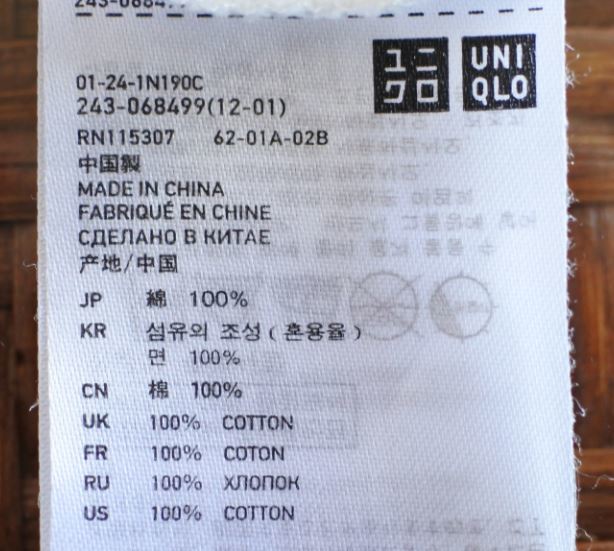 ユニ
クロ
UNI
QLO
01-24-1N190C
243-068499(12-01)
RN115307 62-01A-02B
中国製
MADE IN CHINA
FABRIQUÉ EN CHINE
СДЕЛАНО В КИТАЕ
产地/中国
JP 綿 100%
KR 섬유의 조성 ( 혼용율 )
면 100%
CN 棉 100%
UK 100% COTTON
FR 100% COTON
RU 100% ХЛОПОК
US 100% COTTON